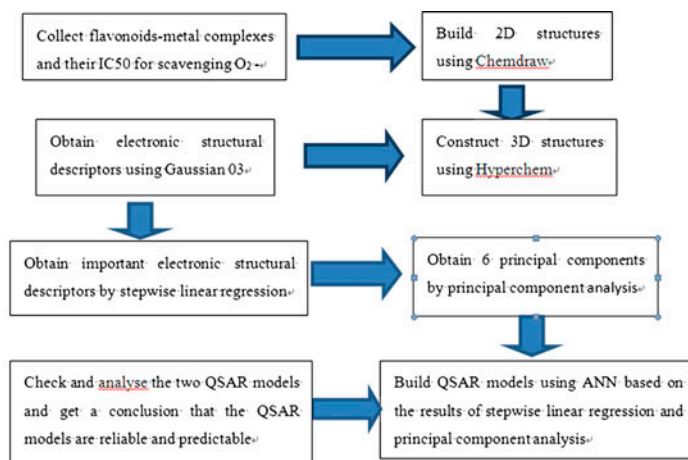 Collect flavonoids-metal complexes
and their IC50 for scavenging O2 -
Build 2D structures
using Chemdraw
Obtain electronic structural
descriptors using Gaussian 03
Construct 3D structures
using Hyperchem
Obtain important electronic structural
descriptors by stepwise linear regression
Obtain 6 principal components
by principal component analysis
Check and analyse the two QSAR models
and get a conclusion that the QSAR
models are reliable and predictable
Build QSAR models using ANN based on
the results of stepwise linear regression and
principal component analysis